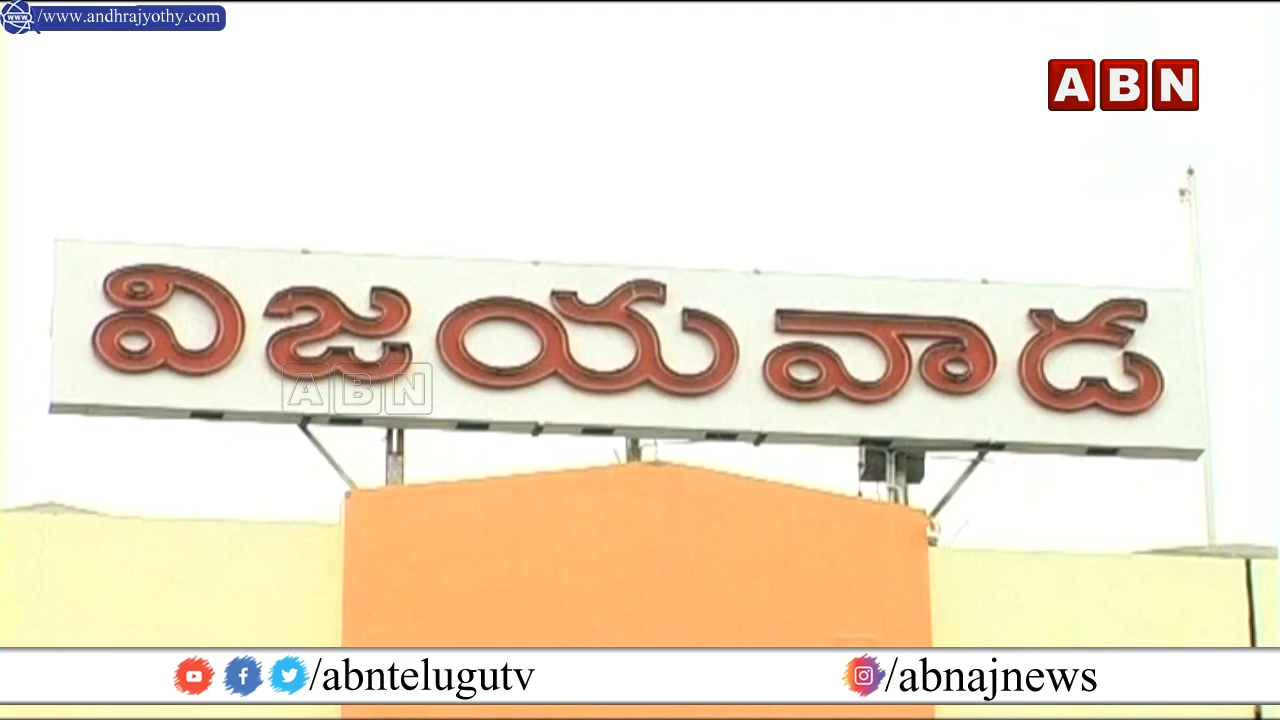 /www.andhrajyothy.com
ABN
విజయవాడ
ABN
/abntelugutv /abnajnews